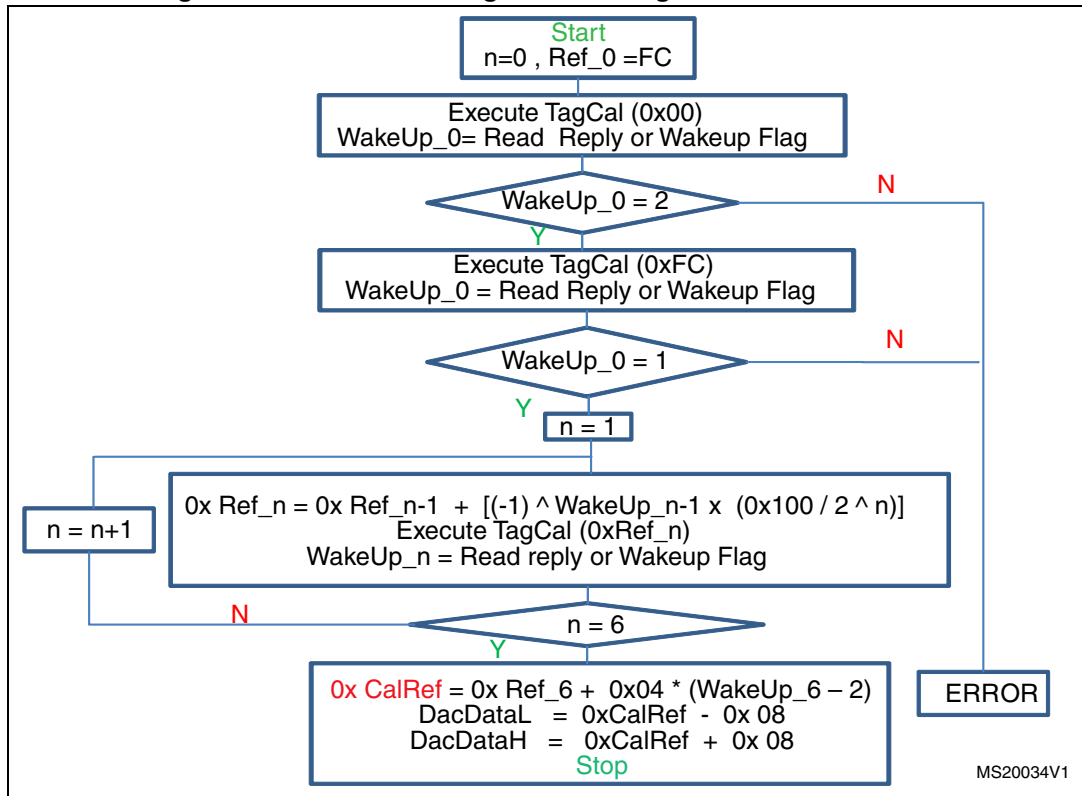 Start
n=0 , Ref_0 =FC
Execute TagCal (0x00)
WakeUp_0= Read Reply or Wakeup Flag
WakeUp_0 = 2
N
Y
Execute TagCal (0xFC)
WakeUp_0 = Read Reply or Wakeup Flag
WakeUp_0 = 1
N
Y
n = 1
n = n+1
0x Ref_n = 0x Ref_n-1 + [(-1) ^ WakeUp_n-1 x (0x100 / 2 ^ n)]
Execute TagCal (0xRef_n)
WakeUp_n = Read reply or Wakeup Flag
N
n = 6
Y
0x CalRef = 0x Ref_6 + 0x04 * (WakeUp_6 – 2)
DacDataL = 0xCalRef - 0x 08
DacDataH = 0xCalRef + 0x 08
Stop
ERROR
MS20034V1